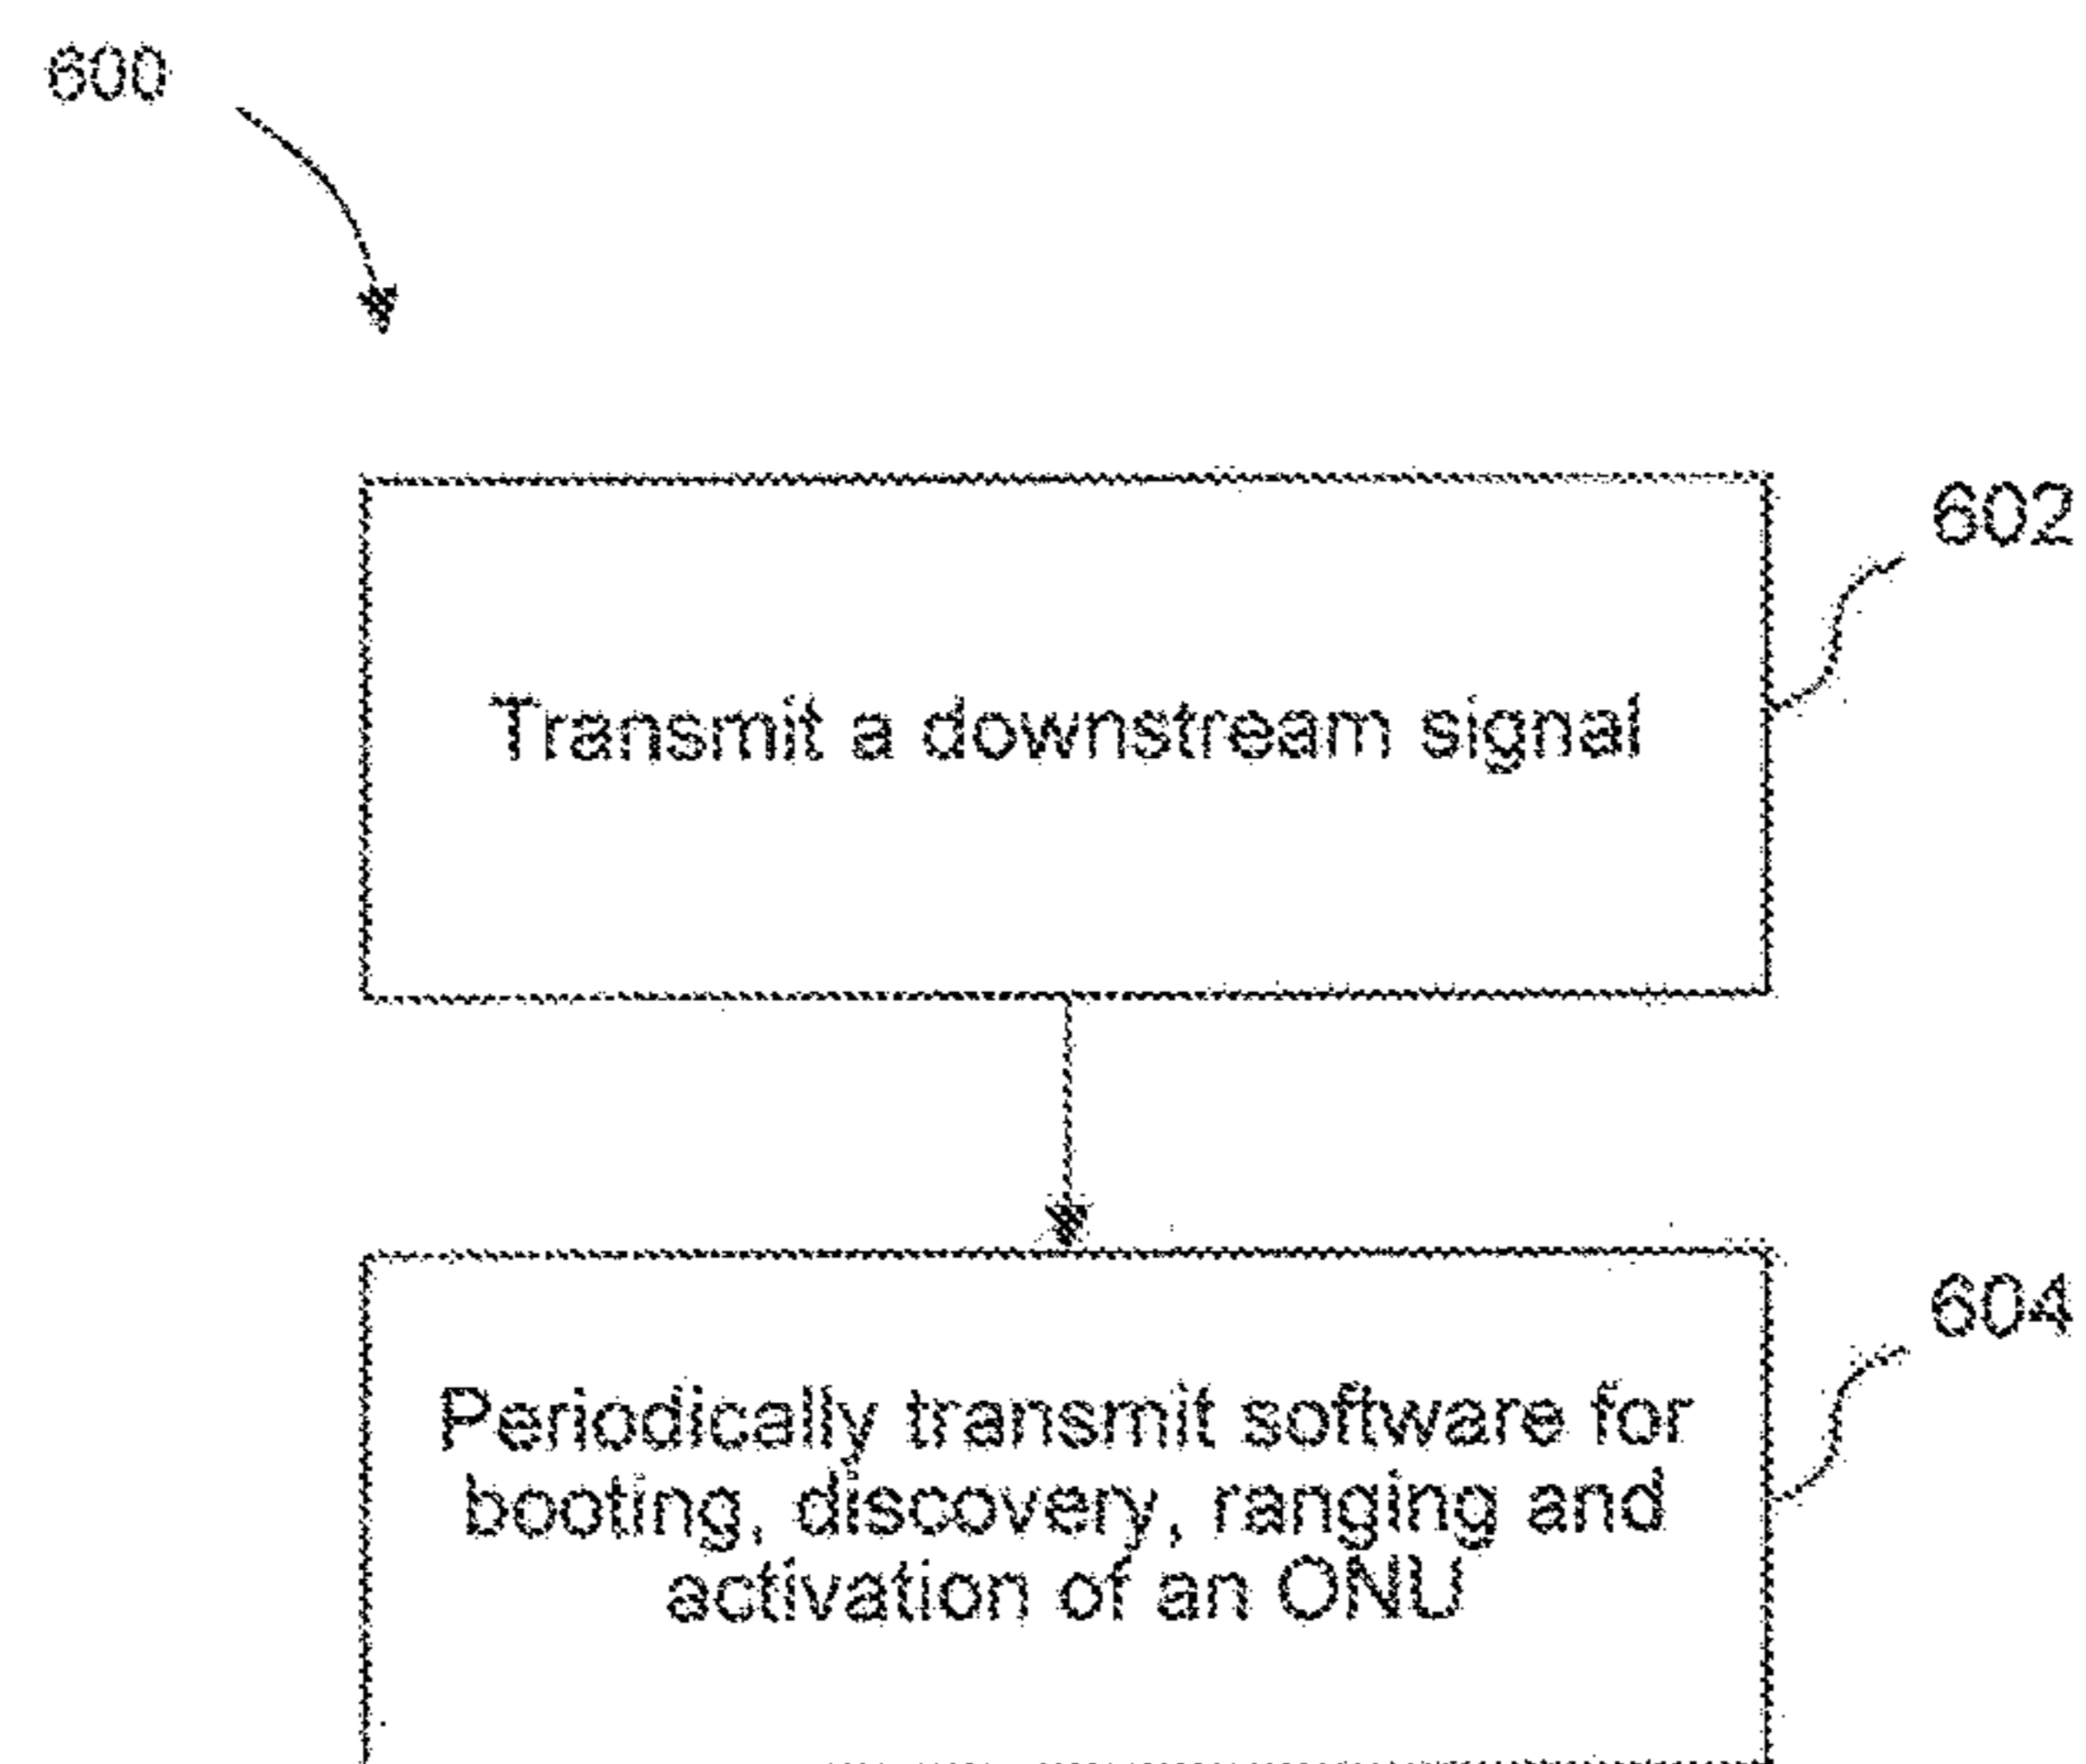 600
602
Transmit a downstream signal
604
Periodically transmit software for
booting, discovery, ranging and
activation of an ONU